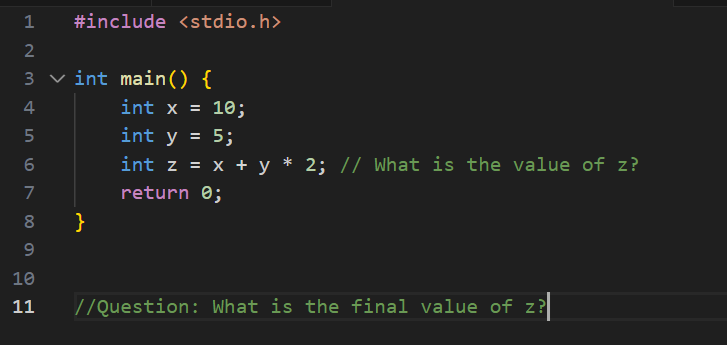 1 #include <stdio.h>
2
3 int main() {
4 int x = 10;
5 int y = 5;
6 int z = x + y * 2; // What is the value of z?
7 return 0;
8 }
9
10
11 //Question: What is the final value of z?